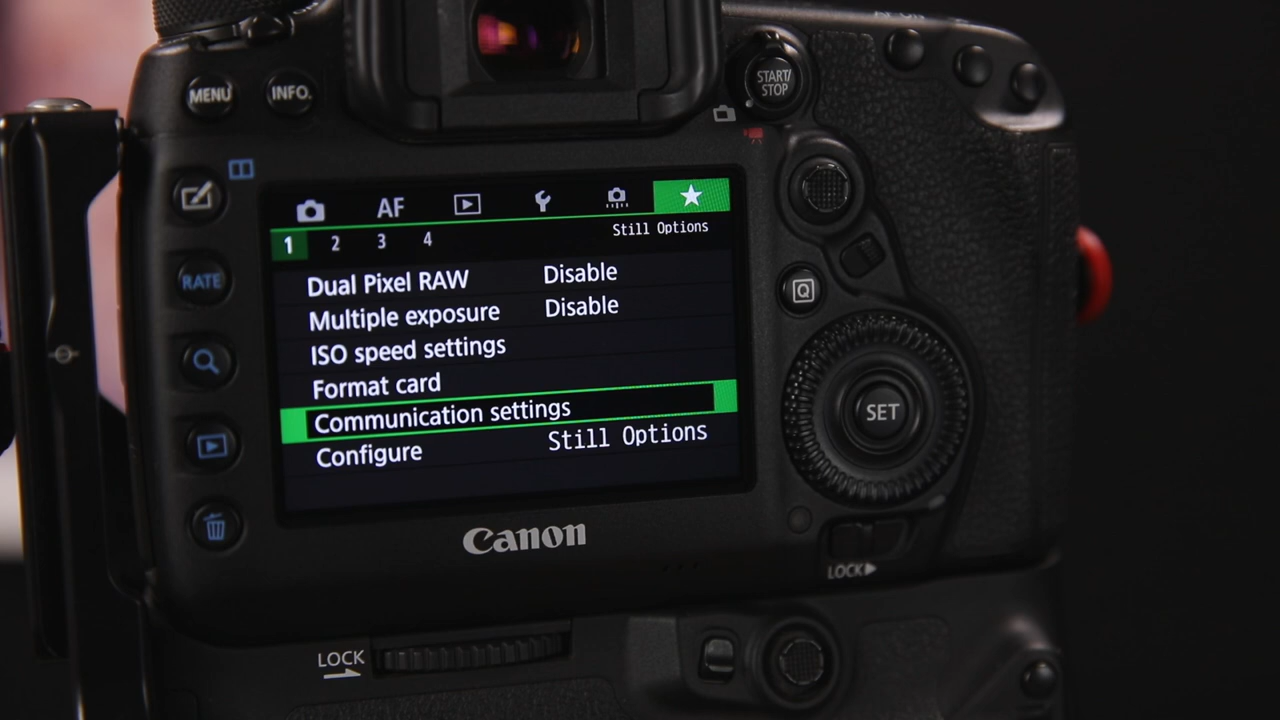 MENU
INFO.
START/
STOP
AF
1 2 3 4
Still Options
Dual Pixel RAW Disable
Multiple exposure Disable
ISO speed settings
Format card
Communication settings
Configure Still Options
RATE
Q
SET
Canon
LOCK
LOCK